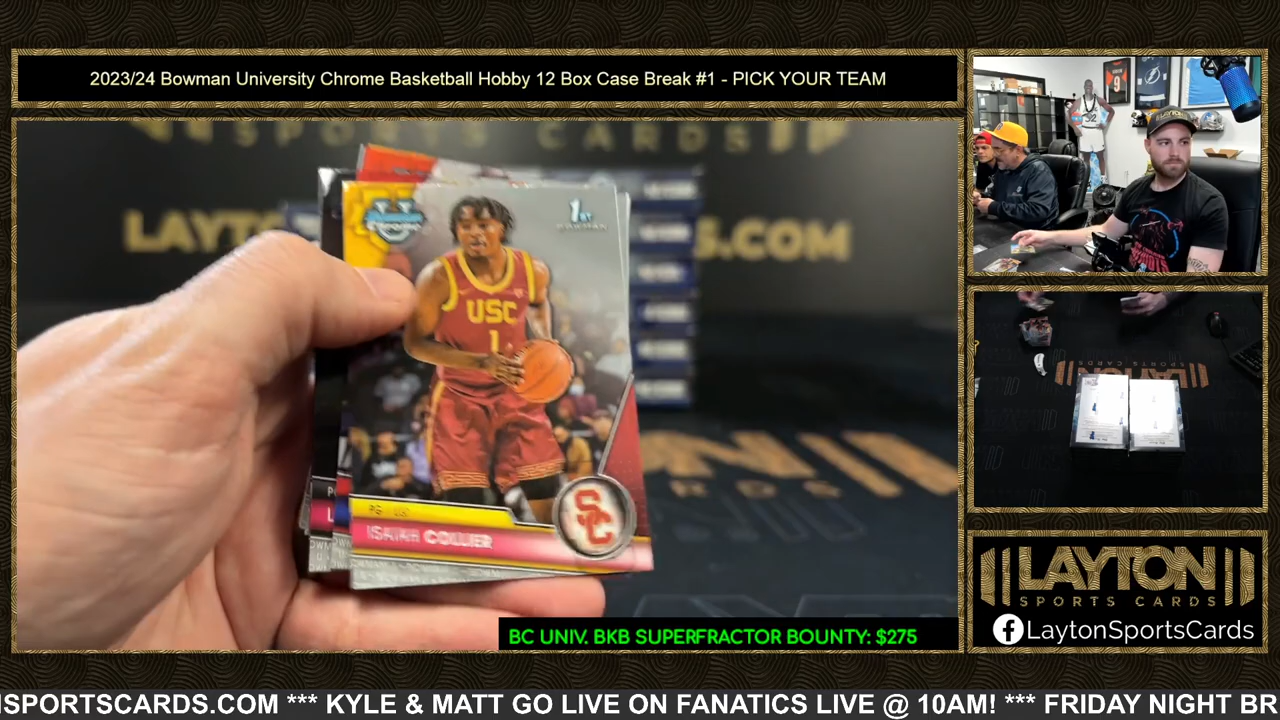 2023/24 Bowman University Chrome Basketball Hobby 12 Box Case Break #1 - PICK YOUR TEAM
1ST
BOWMAN
Chrome
USC
1
SC
ISAIAH COLLIER
BC UNIV. BKB SUPERFRACTOR BOUNTY: $275
LAYTON
SPORTS CARDS
LaytonSportsCards
SPORTSCARDS.COM *** KYLE & MATT GO LIVE ON FANATICS LIVE @ 10AM! *** FRIDAY NIGHT BR